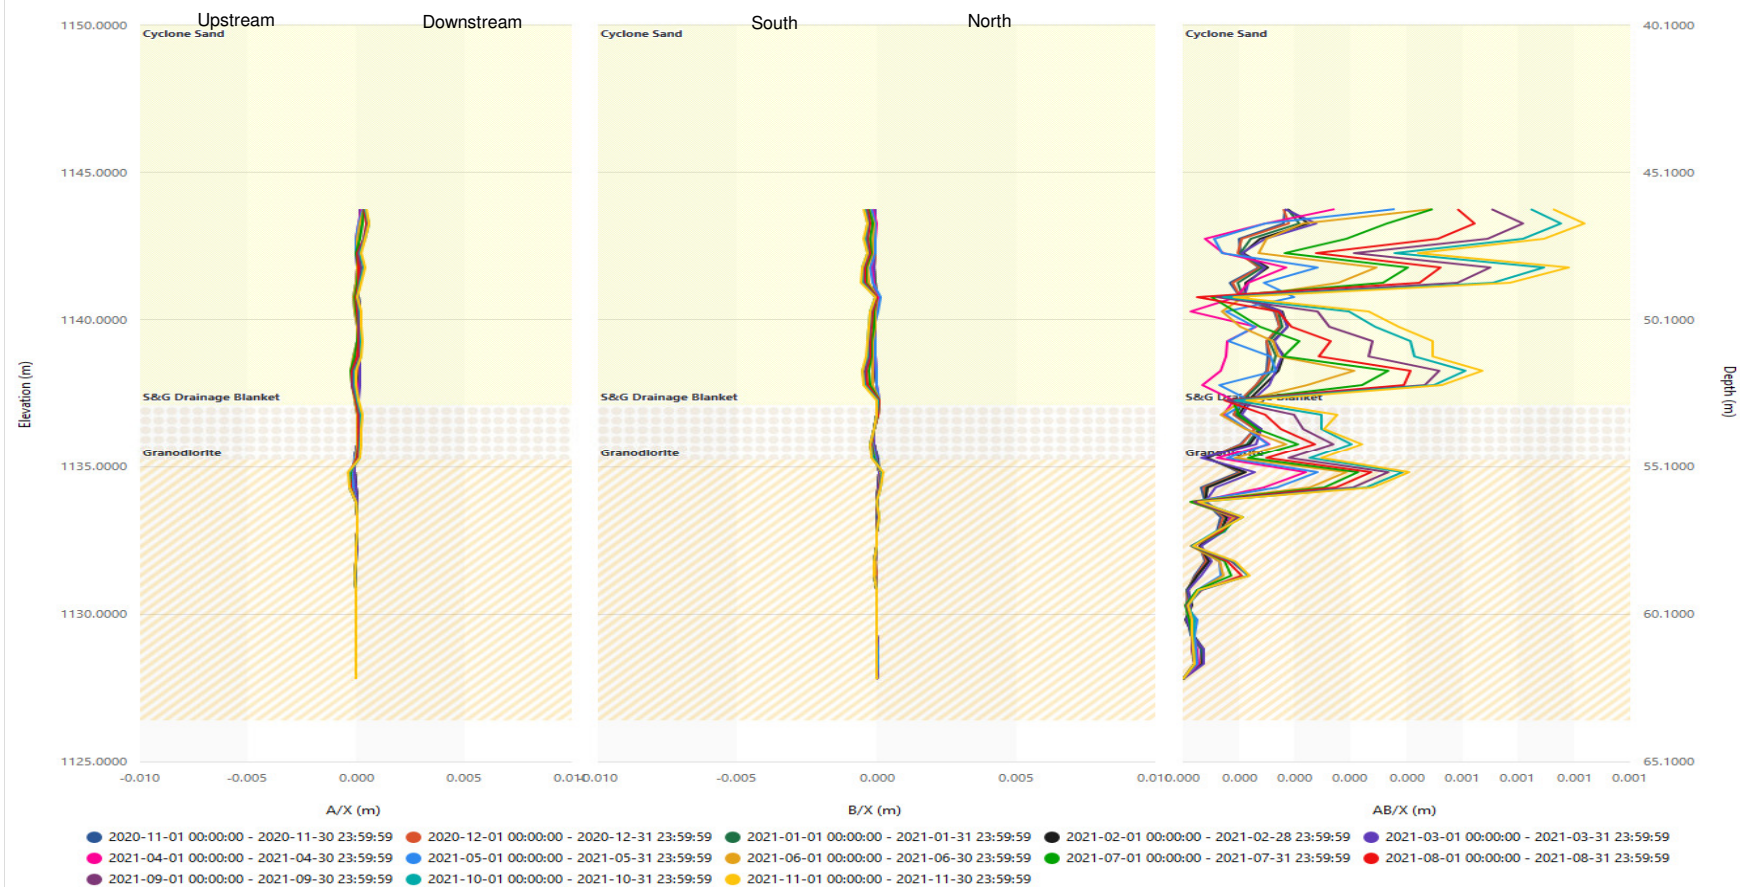 Upstream Downstream South North
1150.0000 40.1000
Cyclone Sand Cyclone Sand Cyclone Sand
1145.0000 45.1000
1140.0000 50.1000
Elevation (m) Depth (m)
S&G Drainage Blanket S&G Drainage Blanket S&G Drainage Blanket
Granodiorite Granodiorite Granodiorite
1135.0000 55.1000
1130.0000 60.1000
1125.0000 65.1000
-0.010 -0.005 0.000 0.005 0.010 -0.010 -0.005 0.000 0.005 0.010 0.000 0.000 0.000 0.000 0.000 0.001 0.001 0.001 0.001
A/X (m) B/X (m) AB/X (m)
2020-11-01 00:00:00 - 2020-11-30 23:59:59 2020-12-01 00:00:00 - 2020-12-31 23:59:59 2021-01-01 00:00:00 - 2021-01-31 23:59:59 2021-02-01 00:00:00 - 2021-02-28 23:59:59 2021-03-01 00:00:00 - 2021-03-31 23:59:59
2021-04-01 00:00:00 - 2021-04-30 23:59:59 2021-05-01 00:00:00 - 2021-05-31 23:59:59 2021-06-01 00:00:00 - 2021-06-30 23:59:59 2021-07-01 00:00:00 - 2021-07-31 23:59:59 2021-08-01 00:00:00 - 2021-08-31 23:59:59
2021-09-01 00:00:00 - 2021-09-30 23:59:59 2021-10-01 00:00:00 - 2021-10-31 23:59:59 2021-11-01 00:00:00 - 2021-11-30 23:59:59